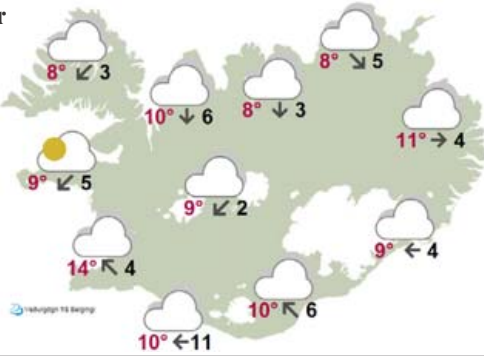 r
8° ↙ 3
8° ↘ 5
10° ↓ 6
8° ↓ 3
11° → 4
9° ↙ 5
9° ↙ 2
14° ↖ 4
9° ← 4
10° ↖ 6
10° ←11